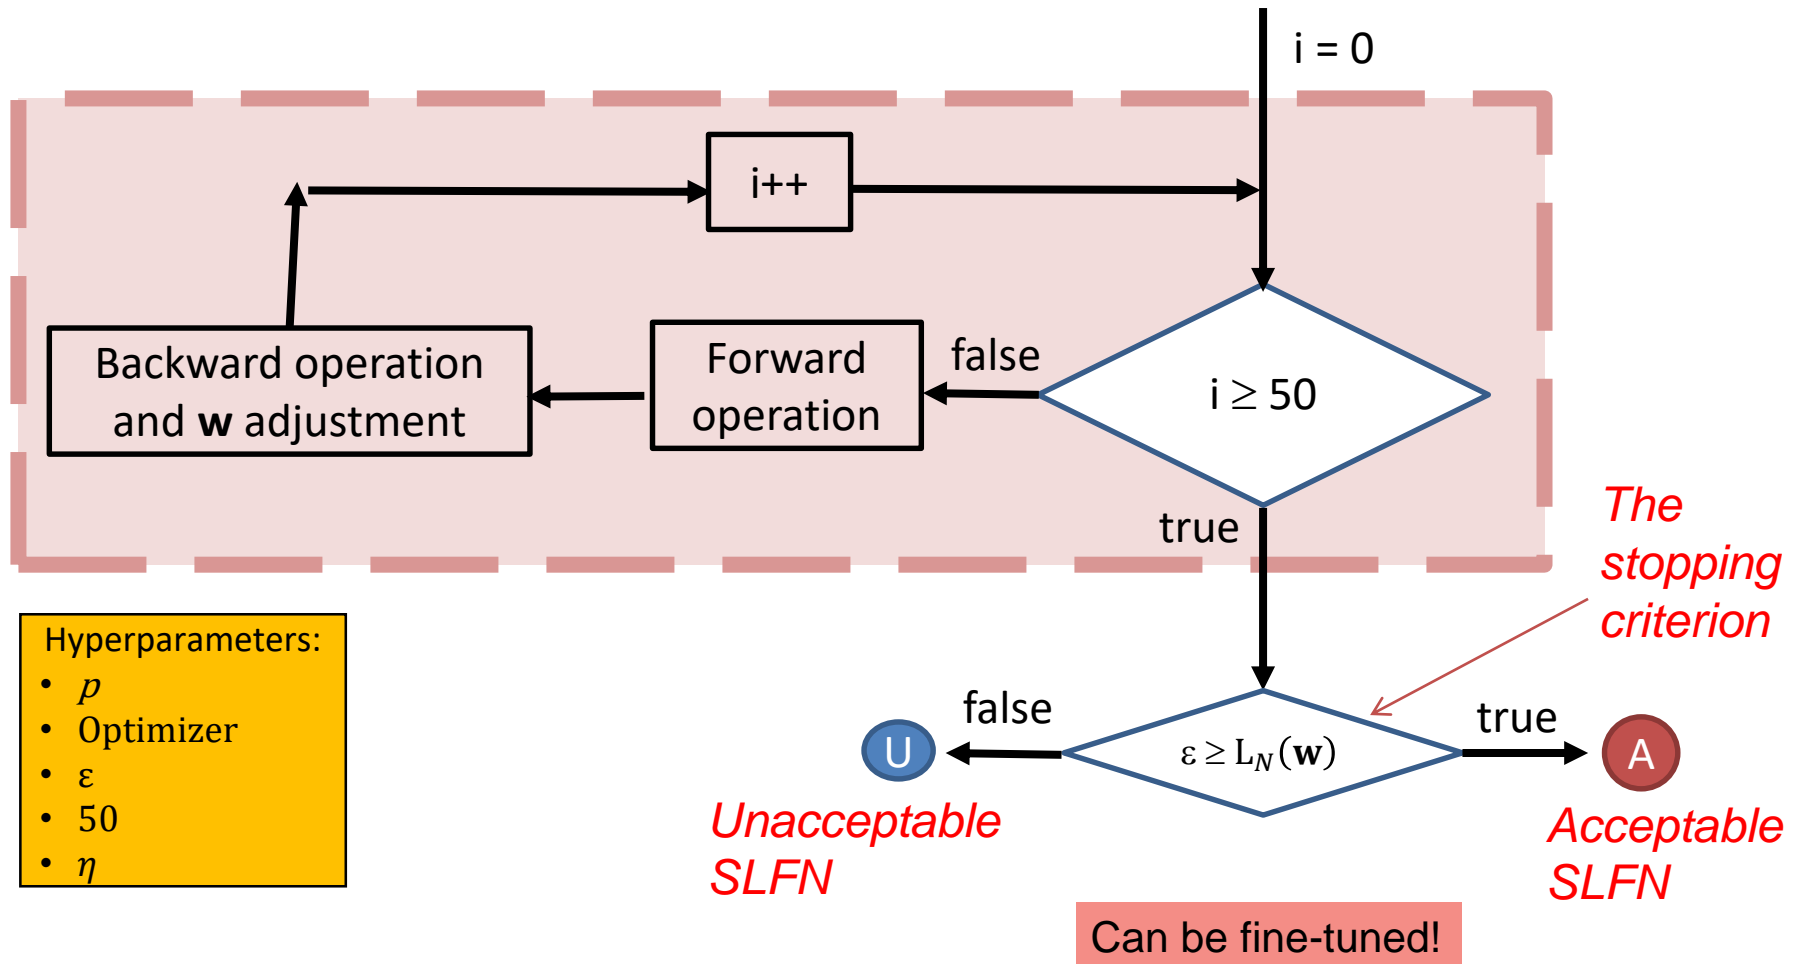 i = 0
i++
Backward operation
and w adjustment
Forward
operation
false
i ≥ 50
true
The
stopping
criterion
Hyperparameters:
• p
• Optimizer
• ε
• 50
• η
false
U
ε ≥ L_N(w)
true
A
Unacceptable
SLFN
Acceptable
SLFN
Can be fine-tuned!